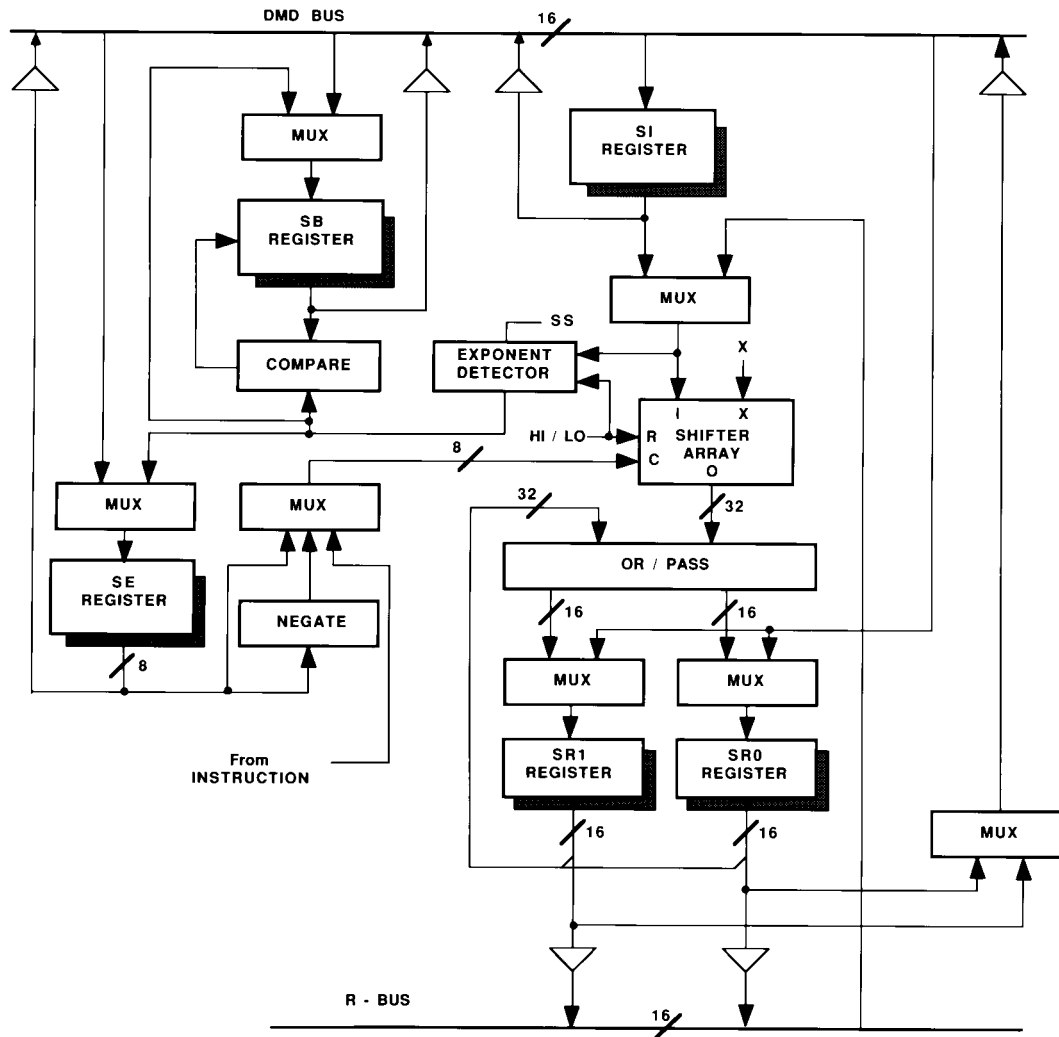 DMD BUS
16
MUX
SI
REGISTER
SB
REGISTER
MUX
SS
COMPARE
EXPONENT
DETECTOR
X
I X
HI / LO
R SHIFTER
ARRAY
C
O
8
MUX
MUX
32
32
OR / PASS
SE
REGISTER
NEGATE
16
16
8
MUX
MUX
From
INSTRUCTION
SR1
REGISTER
SR0
REGISTER
16
16
MUX
R - BUS
16